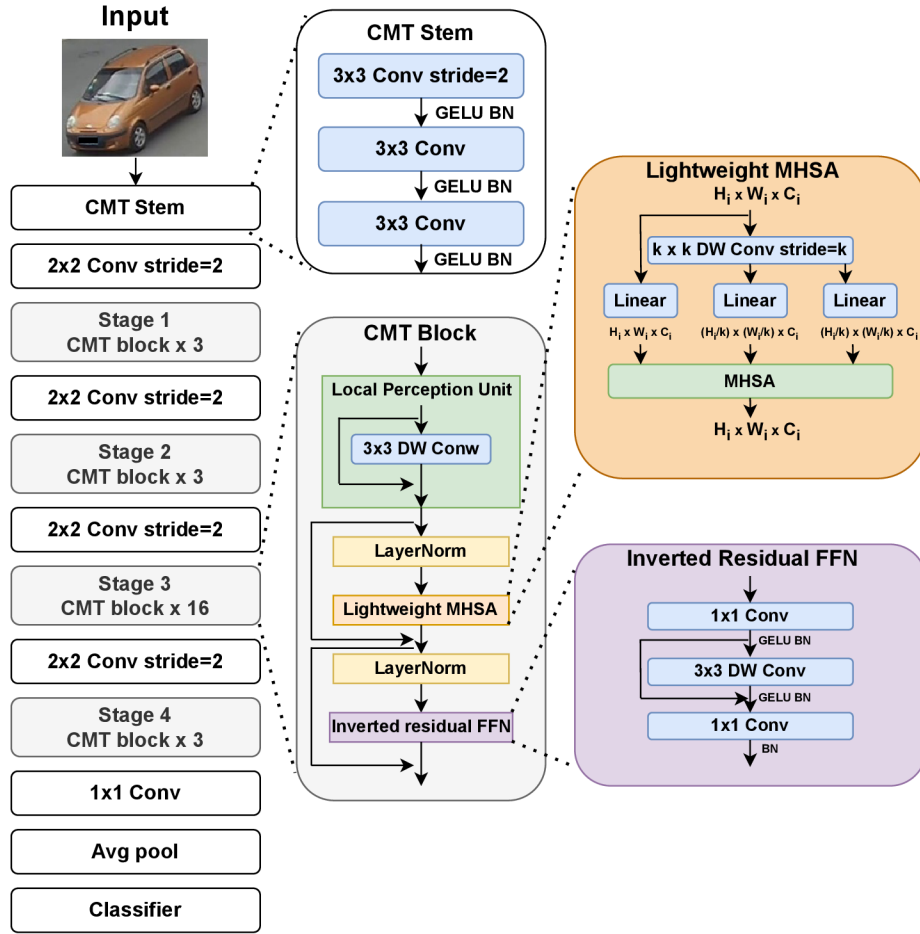 Input
CMT Stem
2x2 Conv stride=2
Stage 1
CMT block x 3
2x2 Conv stride=2
Stage 2
CMT block x 3
2x2 Conv stride=2
Stage 3
CMT block x 16
2x2 Conv stride=2
Stage 4
CMT block x 3
1x1 Conv
Avg pool
Classifier
CMT Stem
3x3 Conv stride=2
GELU BN
3x3 Conv
GELU BN
3x3 Conv
GELU BN
CMT Block
Local Perception Unit
3x3 DW Conw
LayerNorm
Lightweight MHSA
LayerNorm
Inverted residual FFN
Lightweight MHSA
Hᵢ x Wᵢ x Cᵢ
k x k DW Conv stride=k
Linear Linear Linear
Hᵢ x Wᵢ x Cᵢ (Hᵢ/k) x (Wᵢ/k) x Cᵢ (Hᵢ/k) x (Wᵢ/k) x Cᵢ
MHSA
Hᵢ x Wᵢ x Cᵢ
Inverted Residual FFN
1x1 Conv
GELU BN
3x3 DW Conv
GELU BN
1x1 Conv
BN